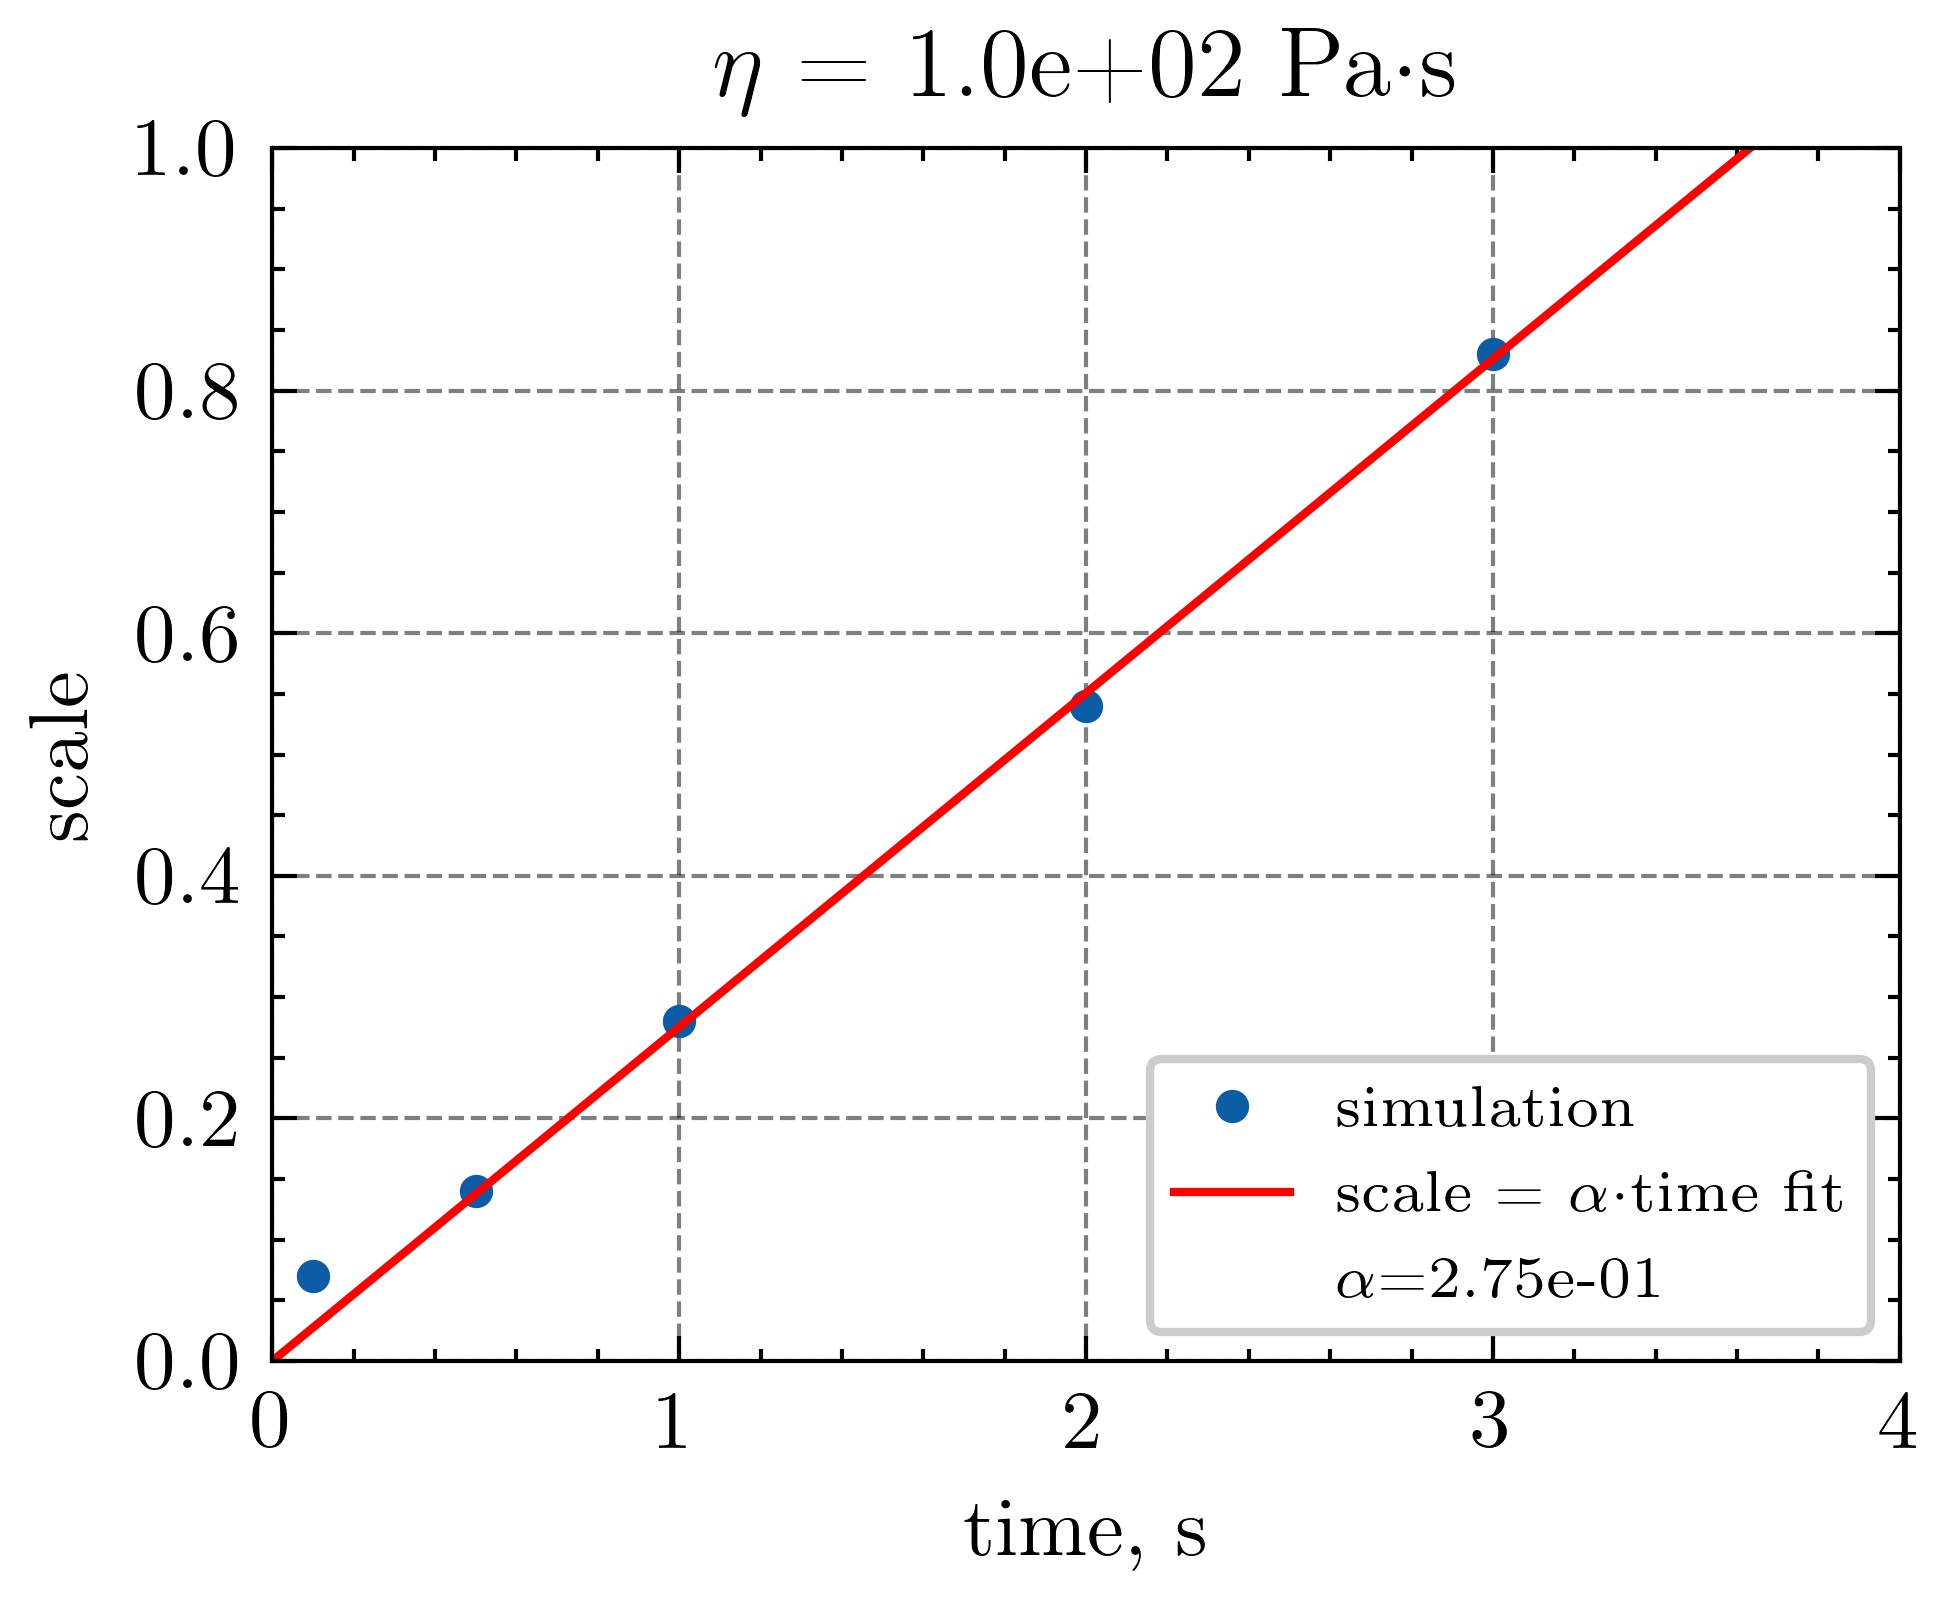 η = 1.0e+02 Pa·s
1.0
0.8
0.6
0.4
0.2
0.0
scale
simulation
scale = α·time fit
α=2.75e-01
0 1 2 3 4
time, s